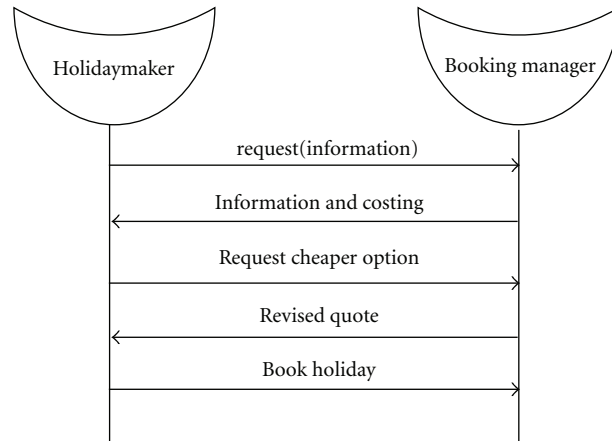 Holidaymaker
Booking manager
request(information)
Information and costing
Request cheaper option
Revised quote
Book holiday